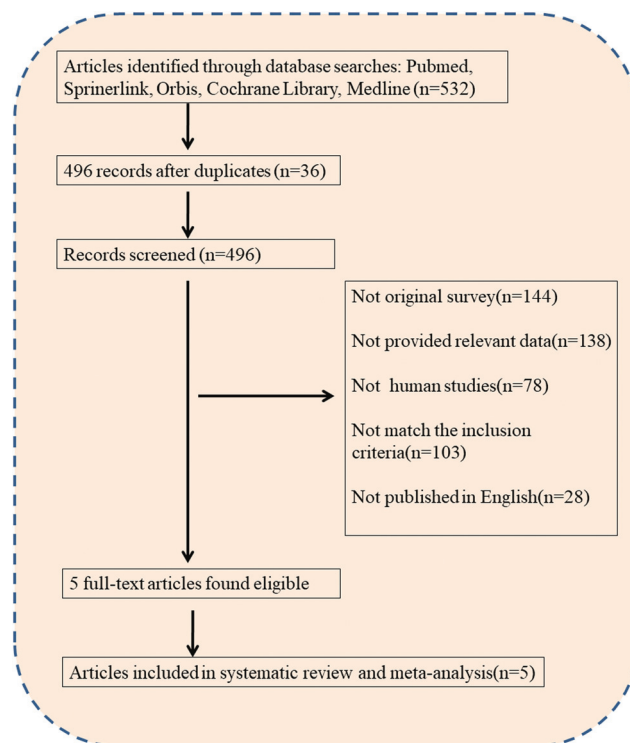 Articles identified through database searches: Pubmed,
Sprinerlink, Orbis, Cochrane Library, Medline (n=532)
496 records after duplicates (n=36)
Records screened (n=496)
Not original survey(n=144)
Not provided relevant data(n=138)
Not human studies(n=78)
Not match the inclusion
criteria(n=103)
Not published in English(n=28)
5 full-text articles found eligible
Articles included in systematic review and meta-analysis(n=5)